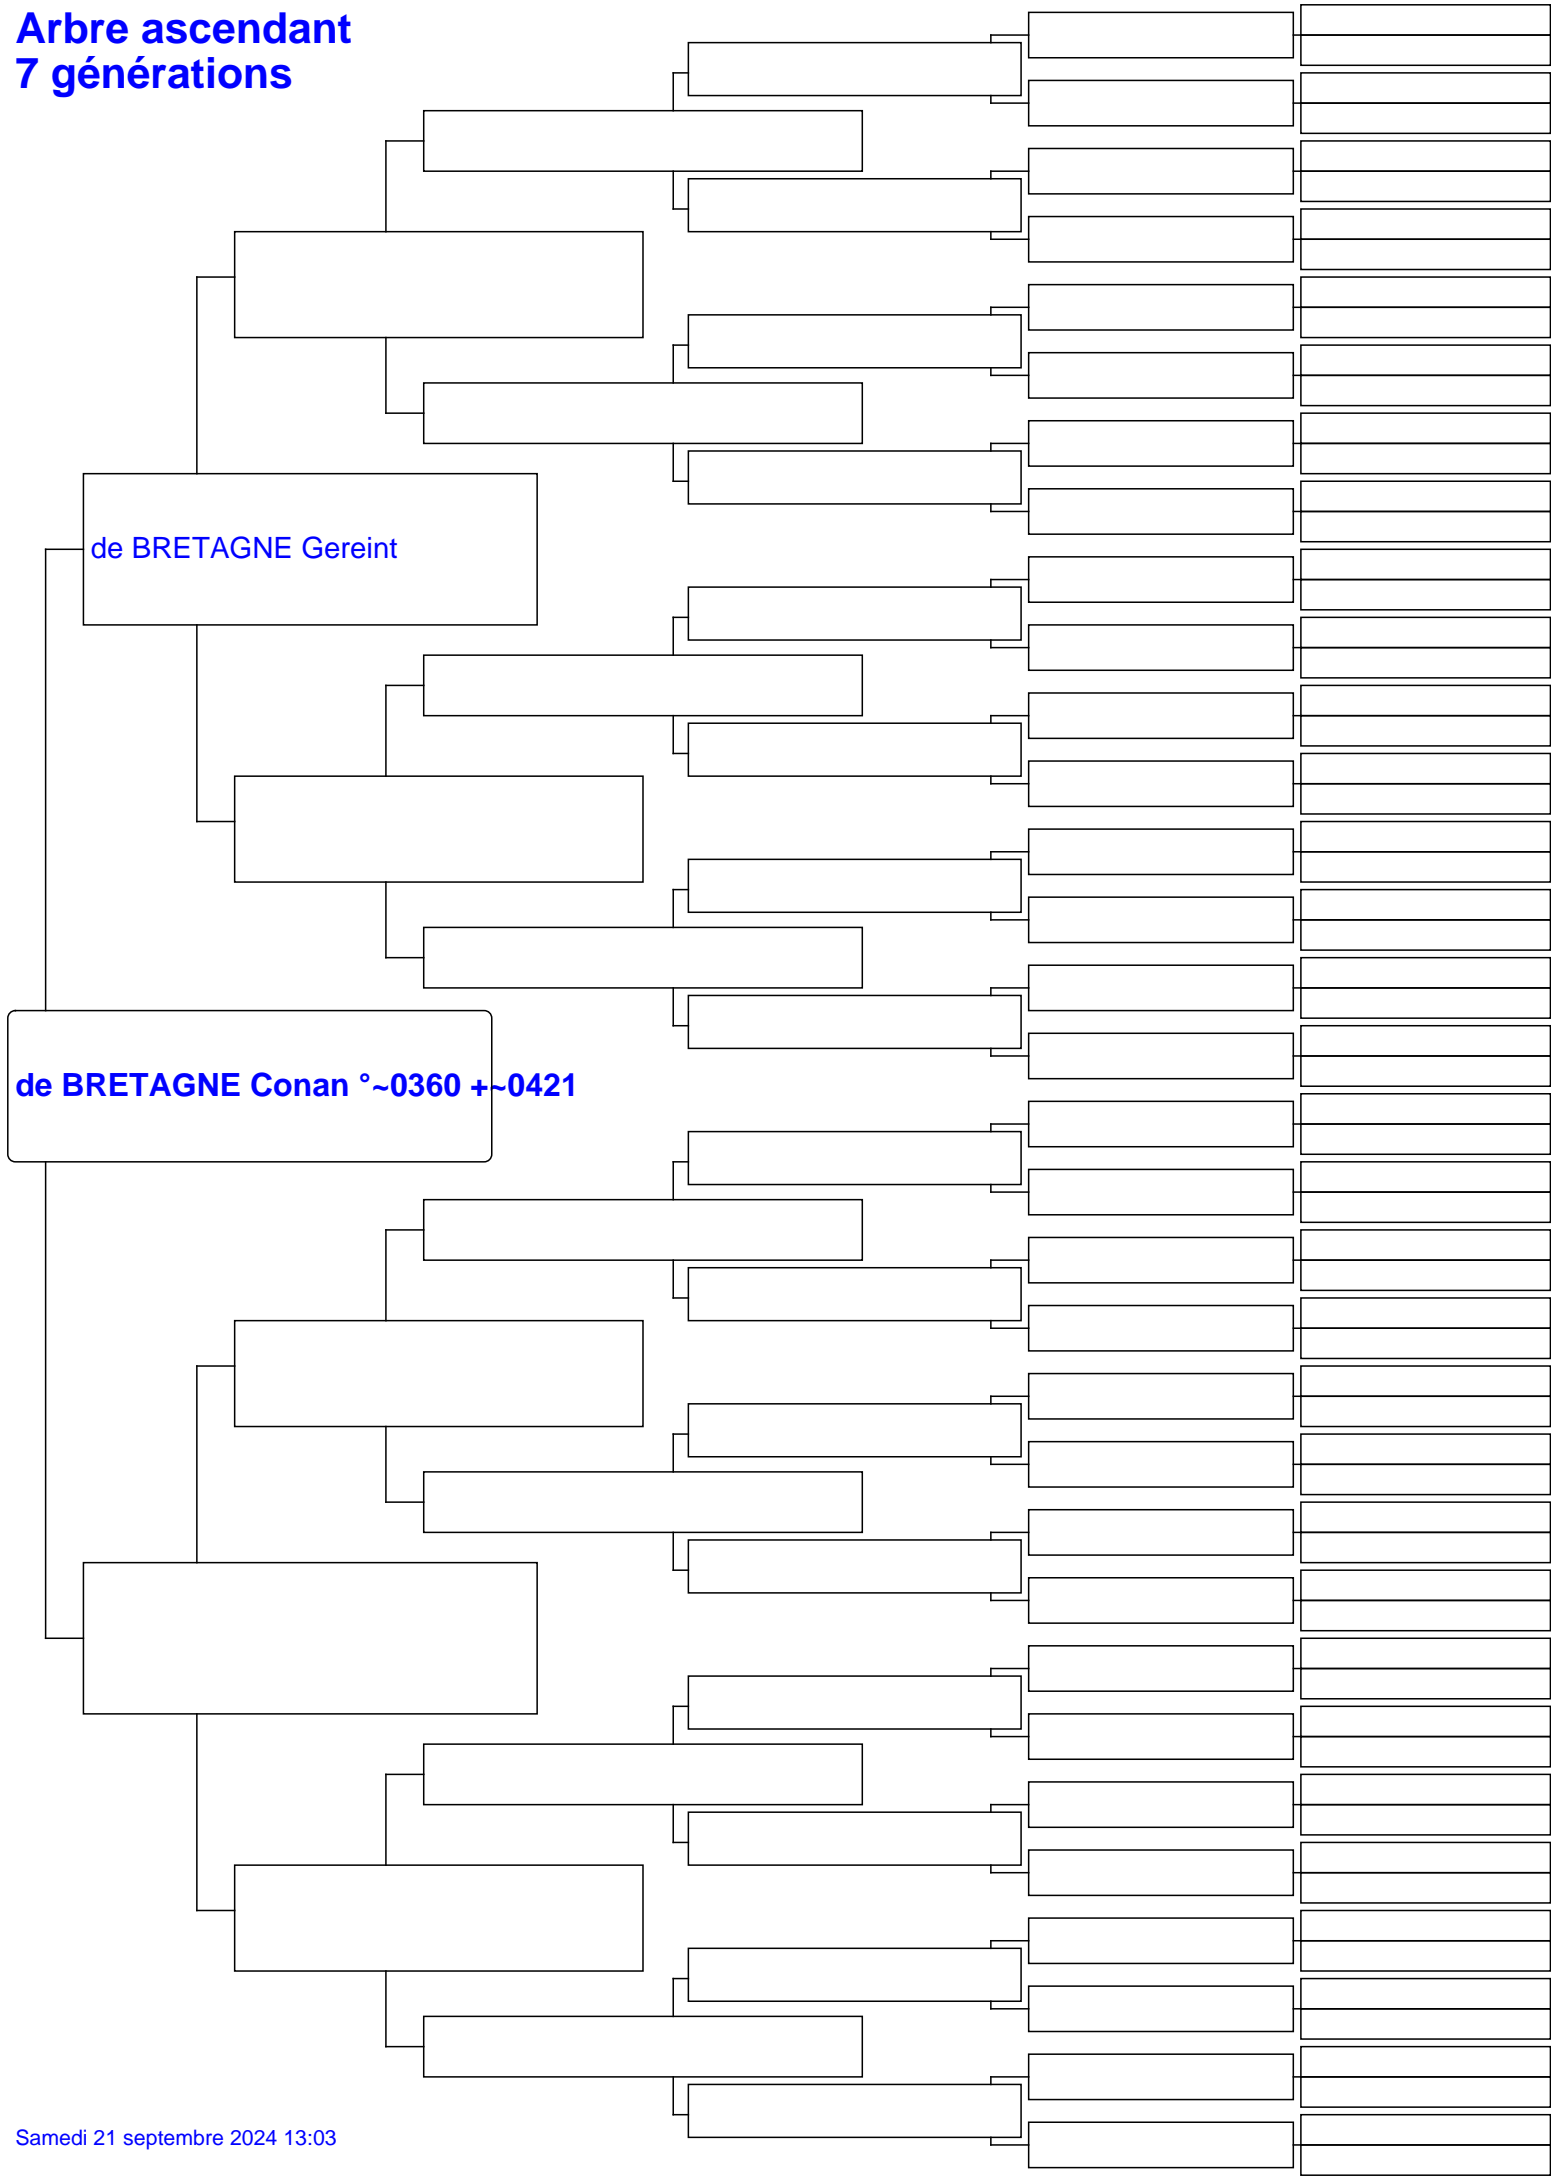 Arbre ascendant
7 générations
de BRETAGNE Gereint
de BRETAGNE Conan °~0360 +~0421
Samedi 21 septembre 2024 13:03